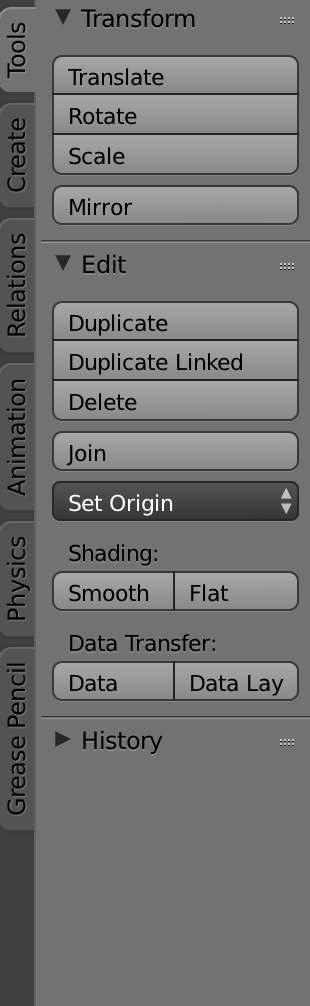 Tools
Create
Relations
Animation
Physics
Grease Pencil
Transform
Translate
Rotate
Scale
Mirror
Edit
Duplicate
Duplicate Linked
Delete
Join
Set Origin
Shading:
Smooth Flat
Data Transfer:
Data Data Lay
History